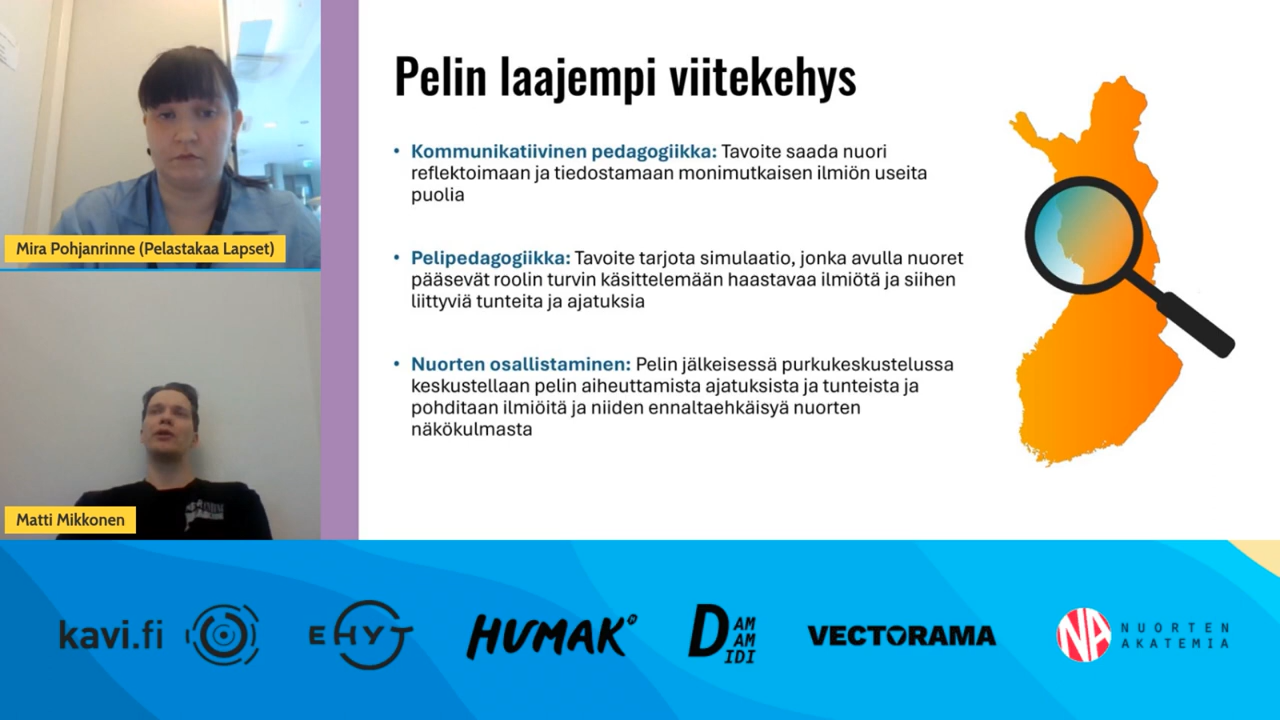 Mira Pohjanrinne (Pelastakaa Lapset)
Matti Mikkonen
Pelin laajempi viitekehys
• Kommunikatiivinen pedagogiikka: Tavoite saada nuori
reflektoimaan ja tiedostamaan monimutkaisen ilmiön useita
puolia
• Pelipedagogiikka: Tavoite tarjota simulaatio, jonka avulla nuoret
pääsevät roolin turvin käsittelemään haastavaa ilmiötä ja siihen
liittyviä tunteita ja ajatuksia
• Nuorten osallistaminen: Pelin jälkeisessä purkukeskustelussa
keskustellaan pelin aiheuttamista ajatuksista ja tunteista ja
pohditaan ilmiöitä ja niiden ennaltaehkäisyä nuorten
näkökulmasta
kavi.fi
EHYT
HUMAK
DAM
AM
IDI
VECTORAMA
NA
NUORTEN
AKATEMIA